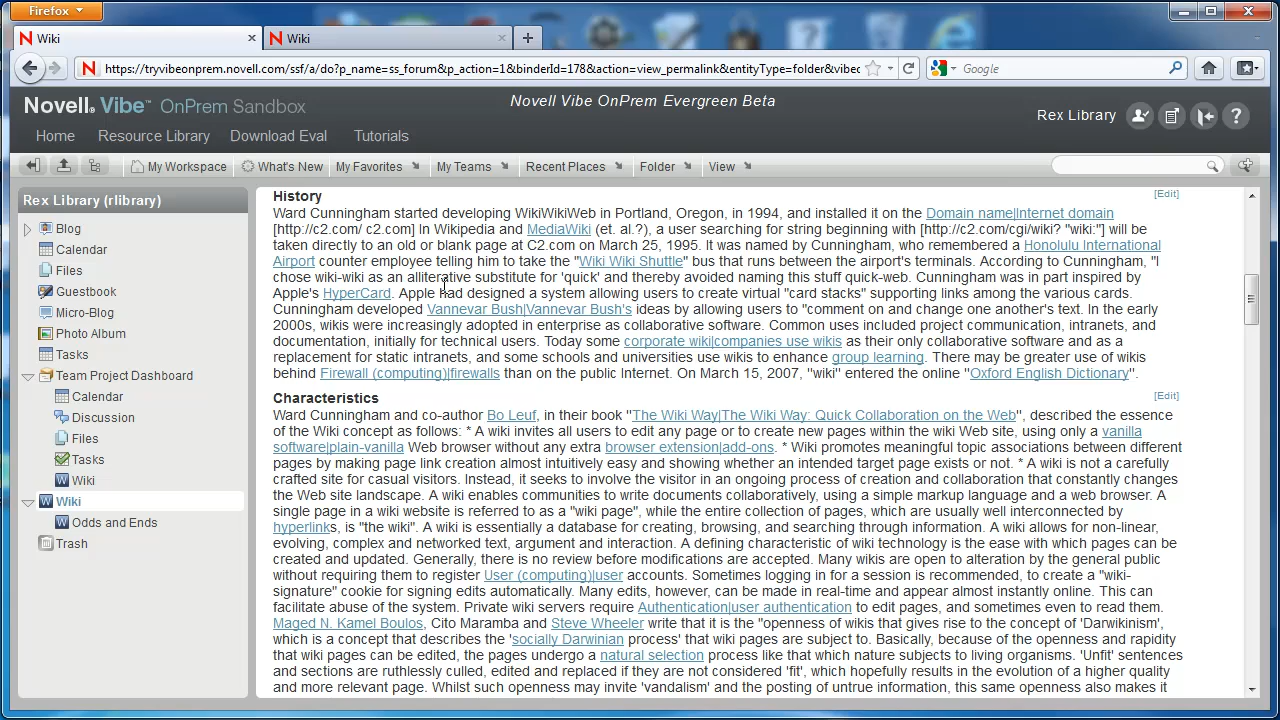 Firefox
Wiki
Wiki
https://tryvibeonprem.novell.com/ssf/a/do?p_name=ss_forum&p_action=1&binderId=178&action=view_permalink&entityType=folder&vibec
Google
Novell. Vibe™ OnPrem Sandbox
Novell Vibe OnPrem Evergreen Beta
Rex Library
Home Resource Library Download Eval Tutorials
My Workspace What's New My Favorites My Teams Recent Places Folder View
Rex Library (rlibrary)
Blog
Calendar
Files
Guestbook
Micro-Blog
Photo Album
Tasks
Team Project Dashboard
Calendar
Discussion
Files
Tasks
Wiki
Wiki
Odds and Ends
Trash
History [Edit]
Ward Cunningham started developing WikiWikiWeb in Portland, Oregon, in 1994, and installed it on the Domain name|Internet domain
[http://c2.com/ c2.com] In Wikipedia and MediaWiki (et. al.?), a user searching for string beginning with [http://c2.com/cgi/wiki? "wiki:"] will be
taken directly to an old or blank page at C2.com on March 25, 1995. It was named by Cunningham, who remembered a Honolulu International
Airport counter employee telling him to take the "Wiki Wiki Shuttle" bus that runs between the airport's terminals. According to Cunningham, "I
chose wiki-wiki as an alliterative substitute for 'quick' and thereby avoided naming this stuff quick-web. Cunningham was in part inspired by
Apple's HyperCard. Apple had designed a system allowing users to create virtual "card stacks" supporting links among the various cards.
Cunningham developed Vannevar Bush|Vannevar Bush's ideas by allowing users to "comment on and change one another's text. In the early
2000s, wikis were increasingly adopted in enterprise as collaborative software. Common uses included project communication, intranets, and
documentation, initially for technical users. Today some corporate wiki|companies use wikis as their only collaborative software and as a
replacement for static intranets, and some schools and universities use wikis to enhance group learning. There may be greater use of wikis
behind Firewall (computing)|firewalls than on the public Internet. On March 15, 2007, "wiki" entered the online "Oxford English Dictionary".
Characteristics [Edit]
Ward Cunningham and co-author Bo Leuf, in their book "The Wiki Way|The Wiki Way: Quick Collaboration on the Web", described the essence
of the Wiki concept as follows: * A wiki invites all users to edit any page or to create new pages within the wiki Web site, using only a vanilla
software|plain-vanilla Web browser without any extra browser extension|add-ons. * Wiki promotes meaningful topic associations between different
pages by making page link creation almost intuitively easy and showing whether an intended target page exists or not. * A wiki is not a carefully
crafted site for casual visitors. Instead, it seeks to involve the visitor in an ongoing process of creation and collaboration that constantly changes
the Web site landscape. A wiki enables communities to write documents collaboratively, using a simple markup language and a web browser. A
single page in a wiki website is referred to as a "wiki page", while the entire collection of pages, which are usually well interconnected by
hyperlinks, is "the wiki". A wiki is essentially a database for creating, browsing, and searching through information. A wiki allows for non-linear,
evolving, complex and networked text, argument and interaction. A defining characteristic of wiki technology is the ease with which pages can be
created and updated. Generally, there is no review before modifications are accepted. Many wikis are open to alteration by the general public
without requiring them to register User (computing)|user accounts. Sometimes logging in for a session is recommended, to create a "wiki-
signature" cookie for signing edits automatically. Many edits, however, can be made in real-time and appear almost instantly online. This can
facilitate abuse of the system. Private wiki servers require Authentication|user authentication to edit pages, and sometimes even to read them.
Maged N. Kamel Boulos, Cito Maramba and Steve Wheeler write that it is the "openness of wikis that gives rise to the concept of 'Darwikinism',
which is a concept that describes the 'socially Darwinian process' that wiki pages are subject to. Basically, because of the openness and rapidity
that wiki pages can be edited, the pages undergo a natural selection process like that which nature subjects to living organisms. 'Unfit' sentences
and sections are ruthlessly culled, edited and replaced if they are not considered 'fit', which hopefully results in the evolution of a higher quality
and more relevant page. Whilst such openness may invite 'vandalism' and the posting of untrue information, this same openness also makes it